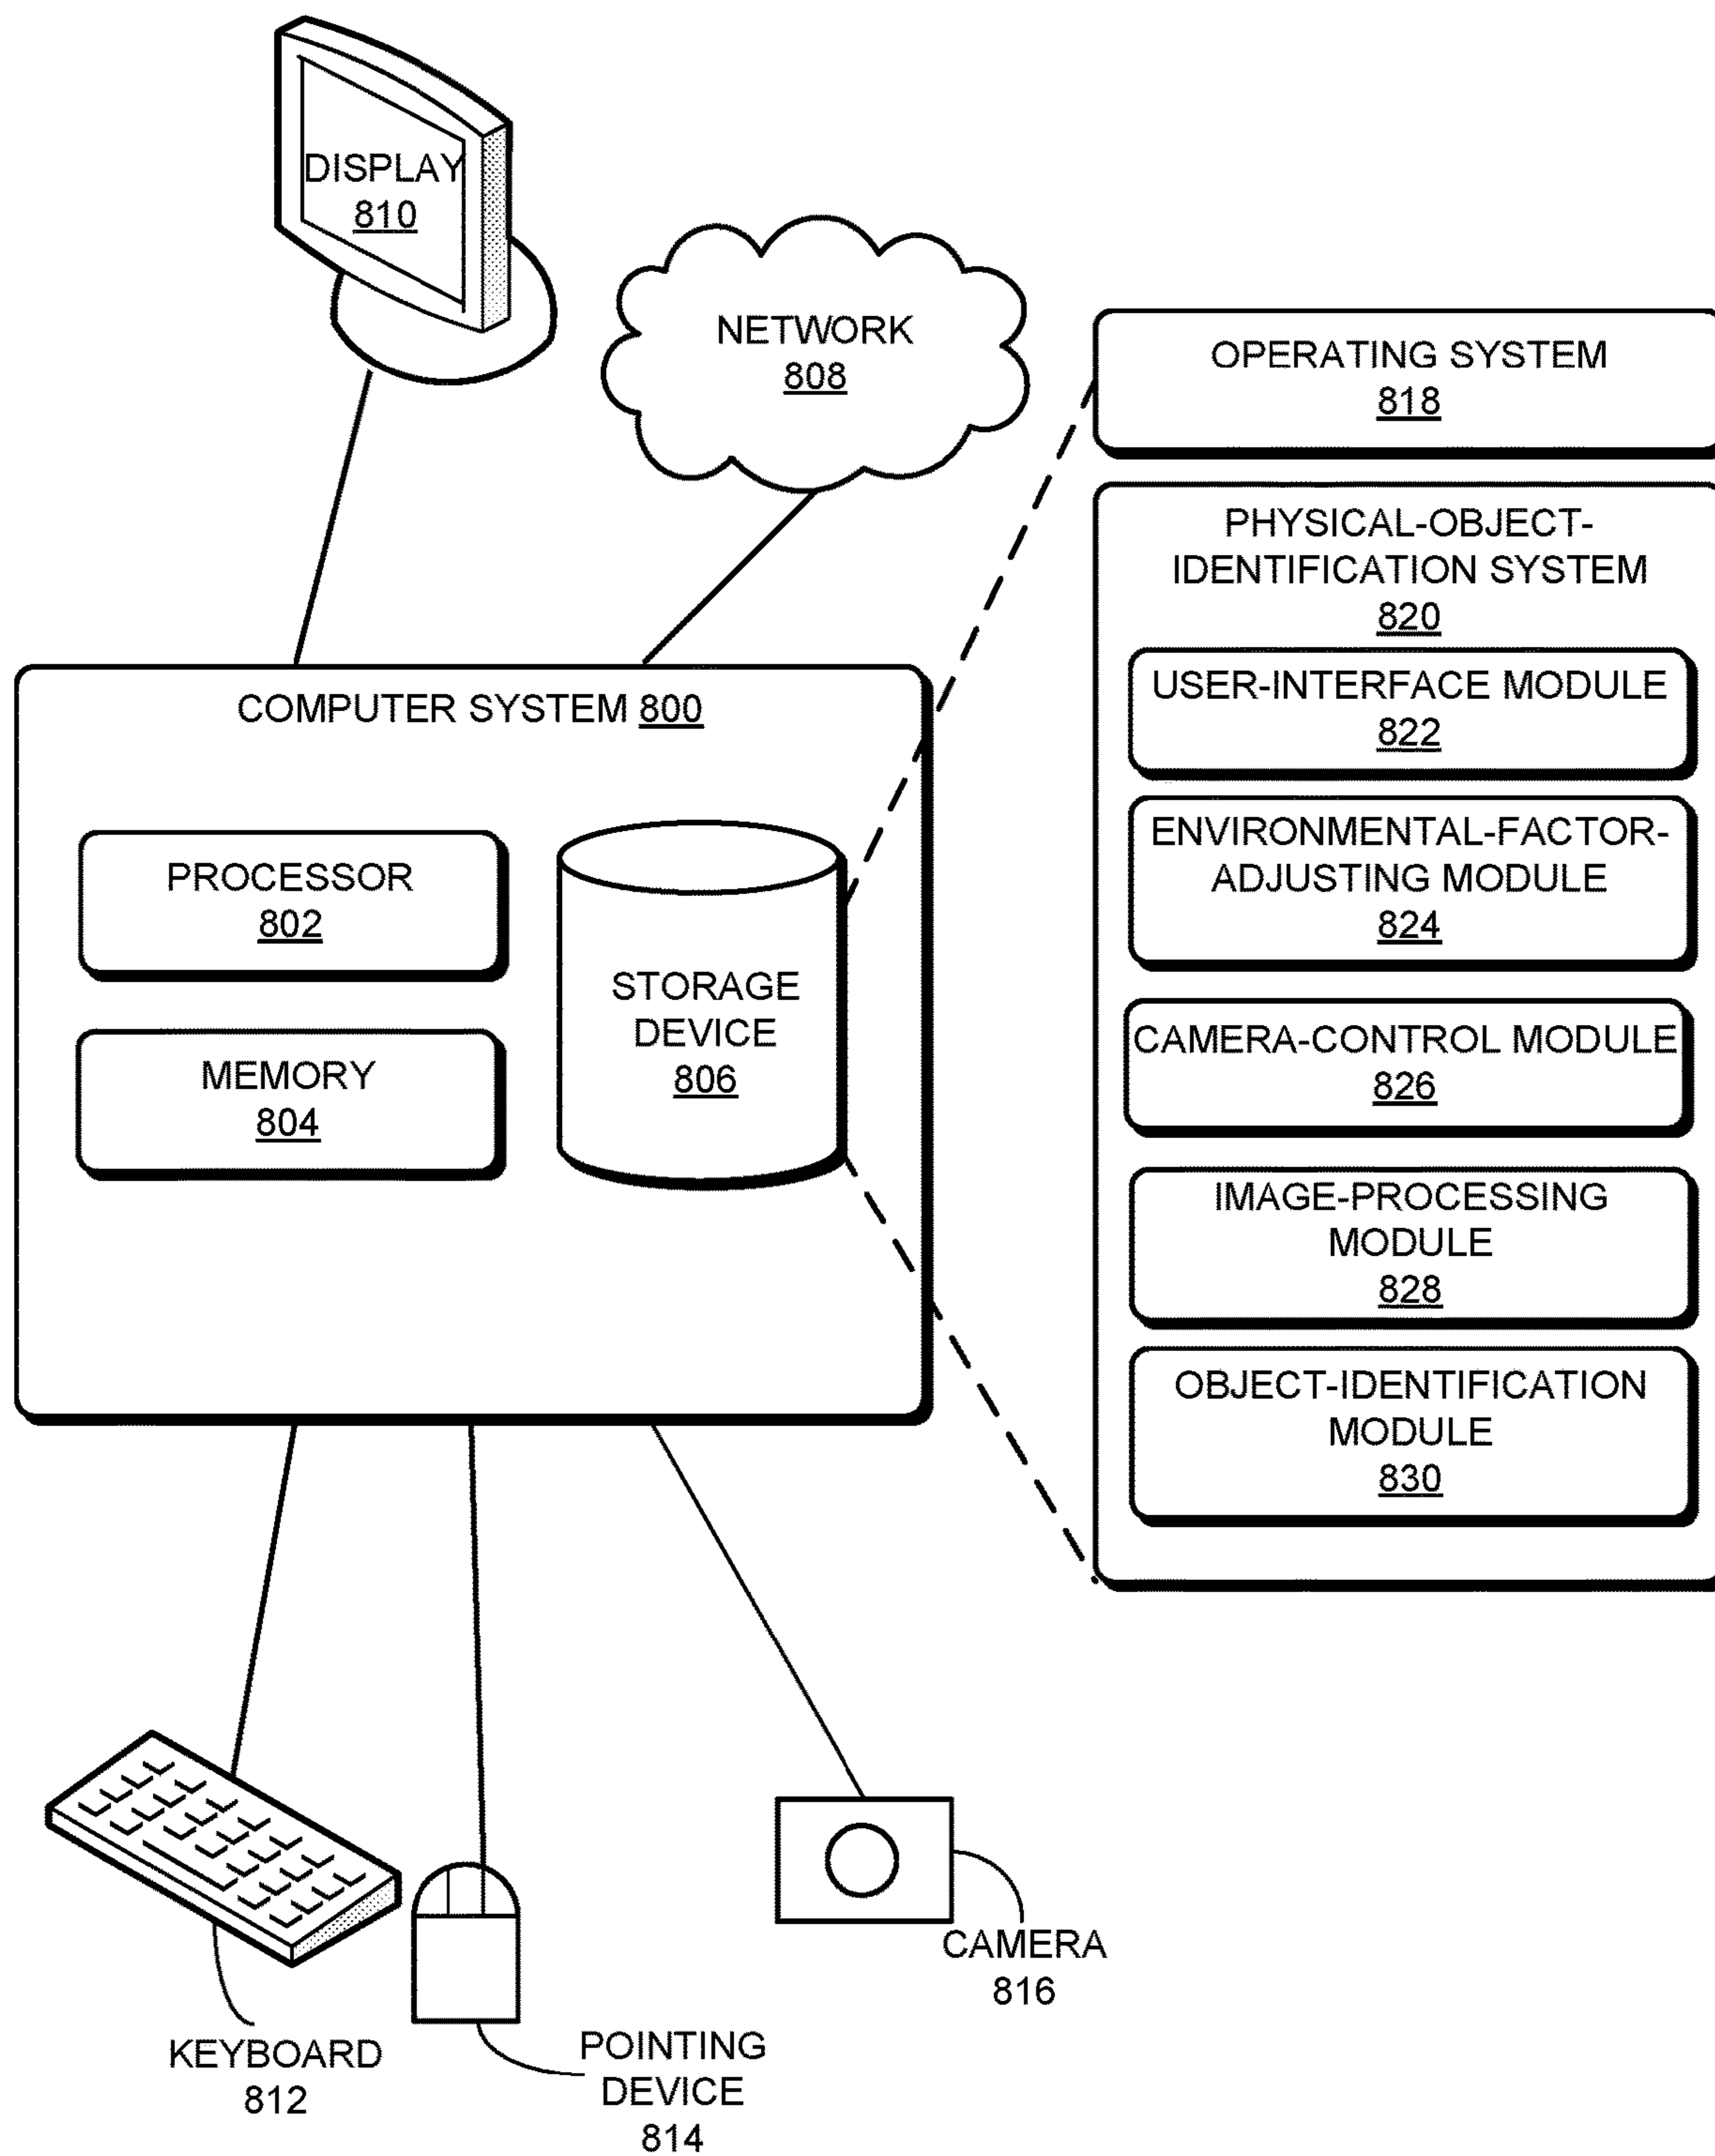 DISPLAY
810
NETWORK
808
OPERATING SYSTEM
818
PHYSICAL-OBJECT-
IDENTIFICATION SYSTEM
820
USER-INTERFACE MODULE
822
ENVIRONMENTAL-FACTOR-
ADJUSTING MODULE
824
CAMERA-CONTROL MODULE
826
IMAGE-PROCESSING
MODULE
828
OBJECT-IDENTIFICATION
MODULE
830
COMPUTER SYSTEM 800
PROCESSOR
802
MEMORY
804
STORAGE
DEVICE
806
KEYBOARD
812
POINTING
DEVICE
814
CAMERA
816